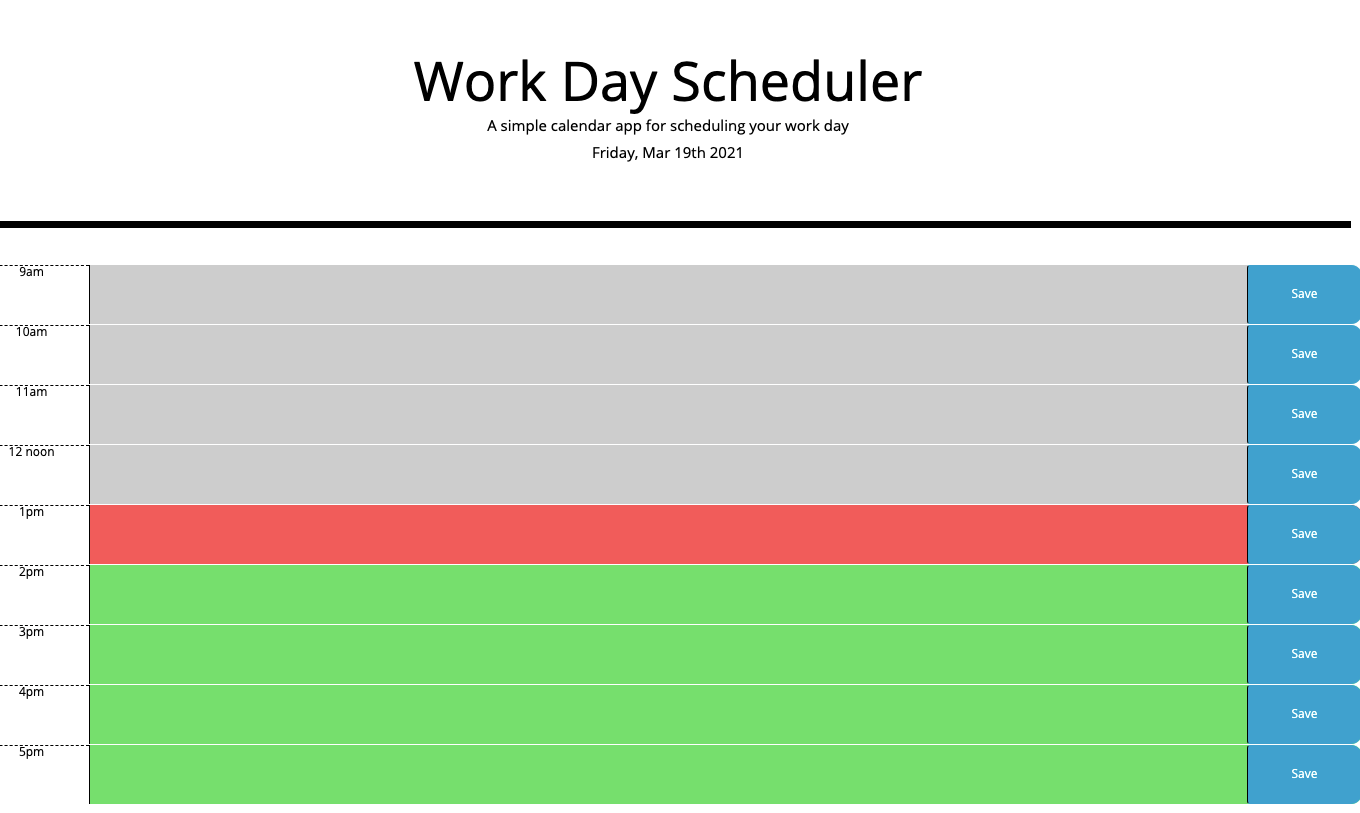 Work Day Scheduler
A simple calendar app for scheduling your work day
Friday, Mar 19th 2021
9am
Save
10am
Save
11am
Save
12 noon
Save
1pm
Save
2pm
Save
3pm
Save
4pm
Save
5pm
Save